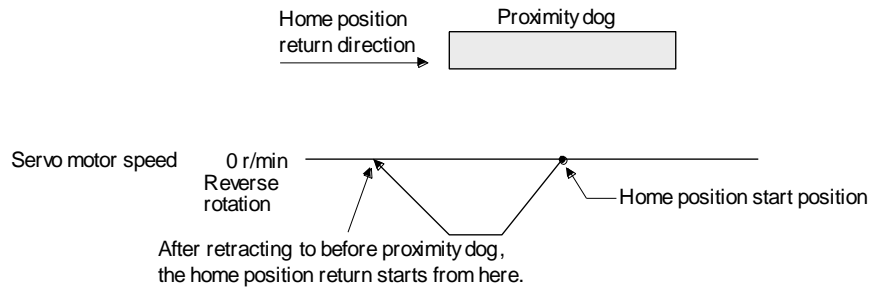 Home position
return direction
Proximity dog
Servo motor speed
0 r/min
Reverse
rotation
Home position start position
After retracting to before proximity dog,
the home position return starts from here.